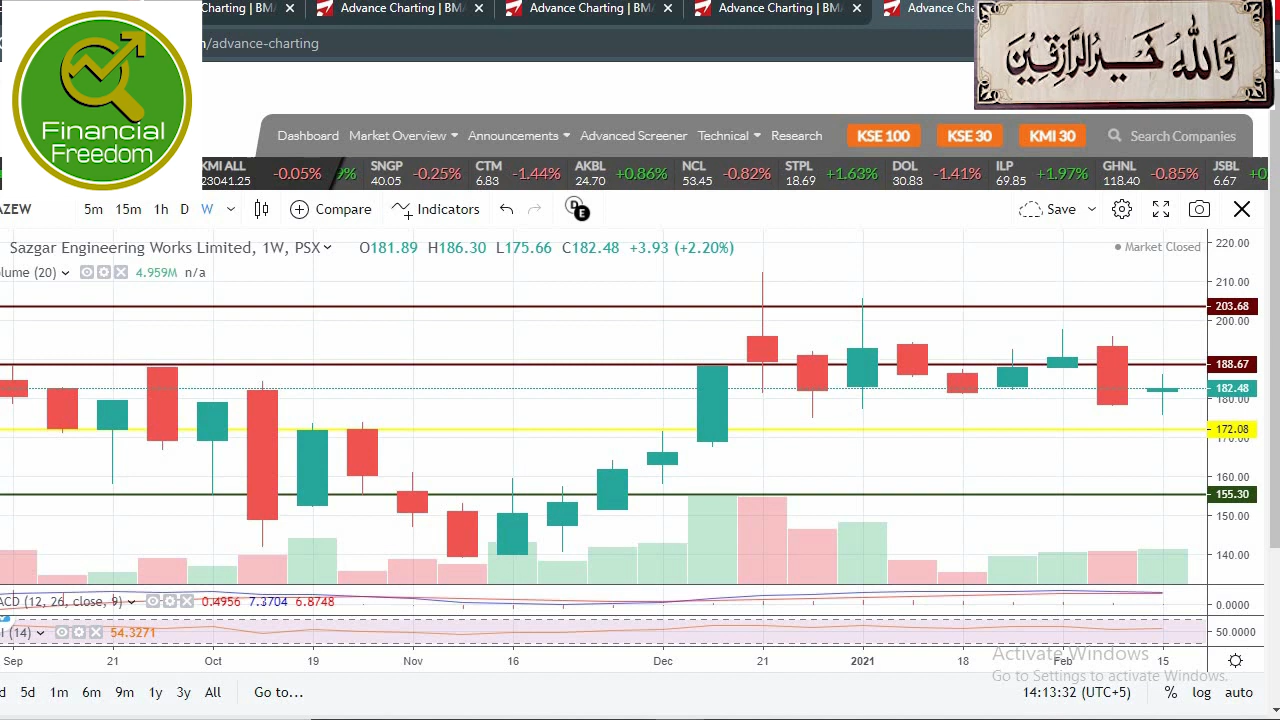 Advance Charting | BMA
Advance Charting | BMA
Advance Charting | BMA
Advance Charting | BM
Advance Cha
/advance-charting
وَاللّٰهُ خَيْرُ الرَّازِقِيْنَ
Financial
Freedom
Dashboard Market Overview Announcements Advanced Screener Technical Research KSE 100 KSE 30 KMI 30 Search Companies
KMI ALL -0.05% 9% SNGP -0.25% CTM -1.44% AKBL +0.86% NCL -0.82% STPL +1.63% DOL -1.41% ILP +1.97% GHNL -0.85% JSBL +0
23041.25 40.05 6.83 24.70 53.45 18.69 30.83 69.85 118.40 6.67
AZEW 5m 15m 1h D W Compare Indicators D E Save
Sazgar Engineering Works Limited, 1W, PSX O181.89 H186.30 L175.66 C182.48 +3.93 (+2.20%) Market Closed
lume (20) 4.959M n/a
220.00
210.00
203.68
200.00
188.67
182.48
180.00
172.08
170.00
160.00
155.30
150.00
140.00
ACD (12, 26, close, 9) 0.4956 7.3704 6.8748 0.0000
I (14) 54.3271 50.0000
Sep 21 Oct 19 Nov 16 Dec 21 2021 18 Feb 15
Activate Windows
Go to Settings to activate Windows.
d 5d 1m 6m 9m 1y 3y All Go to... 14:13:32 (UTC+5) % log auto